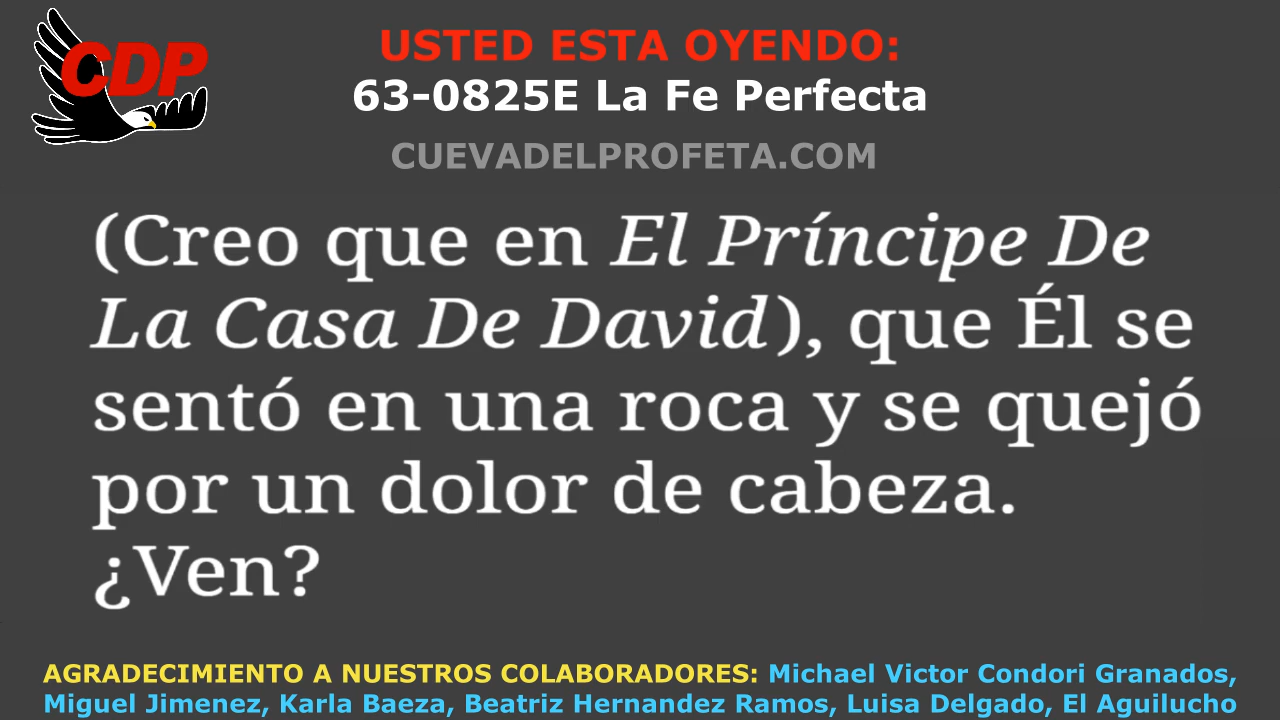 CDP
USTED ESTA OYENDO:
63-0825E La Fe Perfecta
CUEVADELPROFETA.COM
(Creo que en El Príncipe De
La Casa De David), que Él se
sentó en una roca y se quejó
por un dolor de cabeza.
¿Ven?
AGRADECIMIENTO A NUESTROS COLABORADORES: Michael Victor Condori Granados,
Miguel Jimenez, Karla Baeza, Beatriz Hernandez Ramos, Luisa Delgado, El Aguilucho